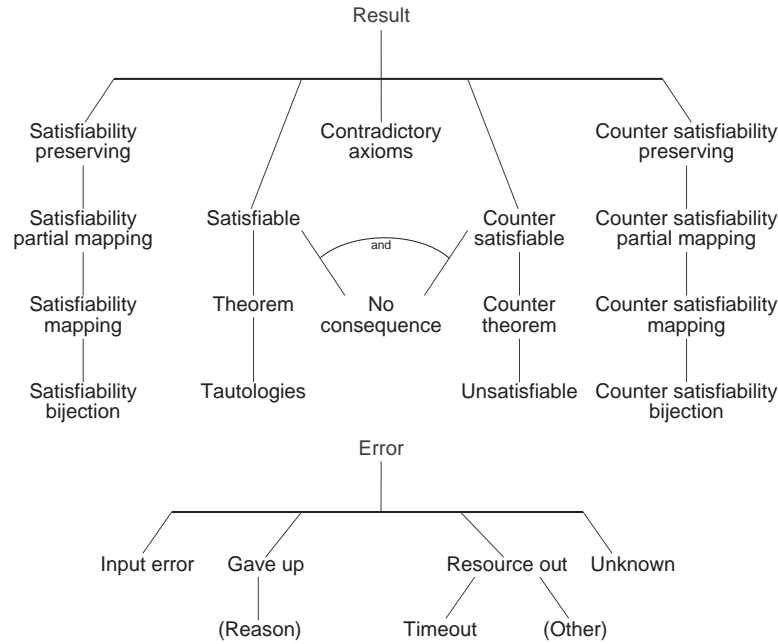 Result
Satisfiability
preserving
Contradictory
axioms
Counter satisfiability
preserving
Satisfiability
partial mapping
Satisfiable
and
Counter
satisfiable
Counter satisfiability
partial mapping
Satisfiability
mapping
Theorem
No
consequence
Counter
theorem
Counter satisfiability
mapping
Satisfiability
bijection
Tautologies
Unsatisfiable
Counter satisfiability
bijection
Error
Input error
Gave up
Resource out
Unknown
(Reason)
Timeout
(Other)